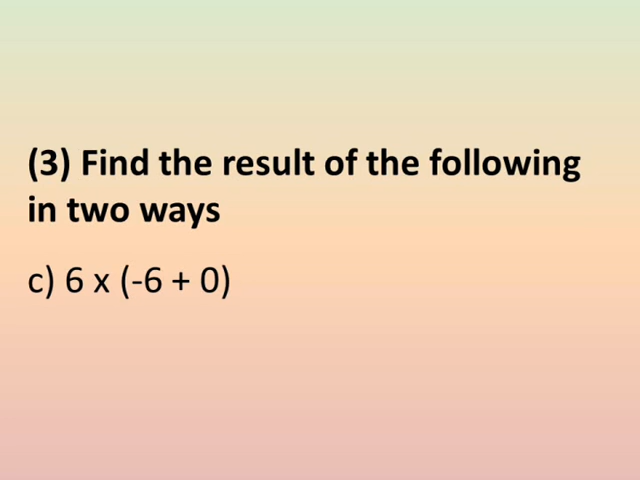 (3) Find the result of the following
in two ways
c) 6 x (-6 + 0)